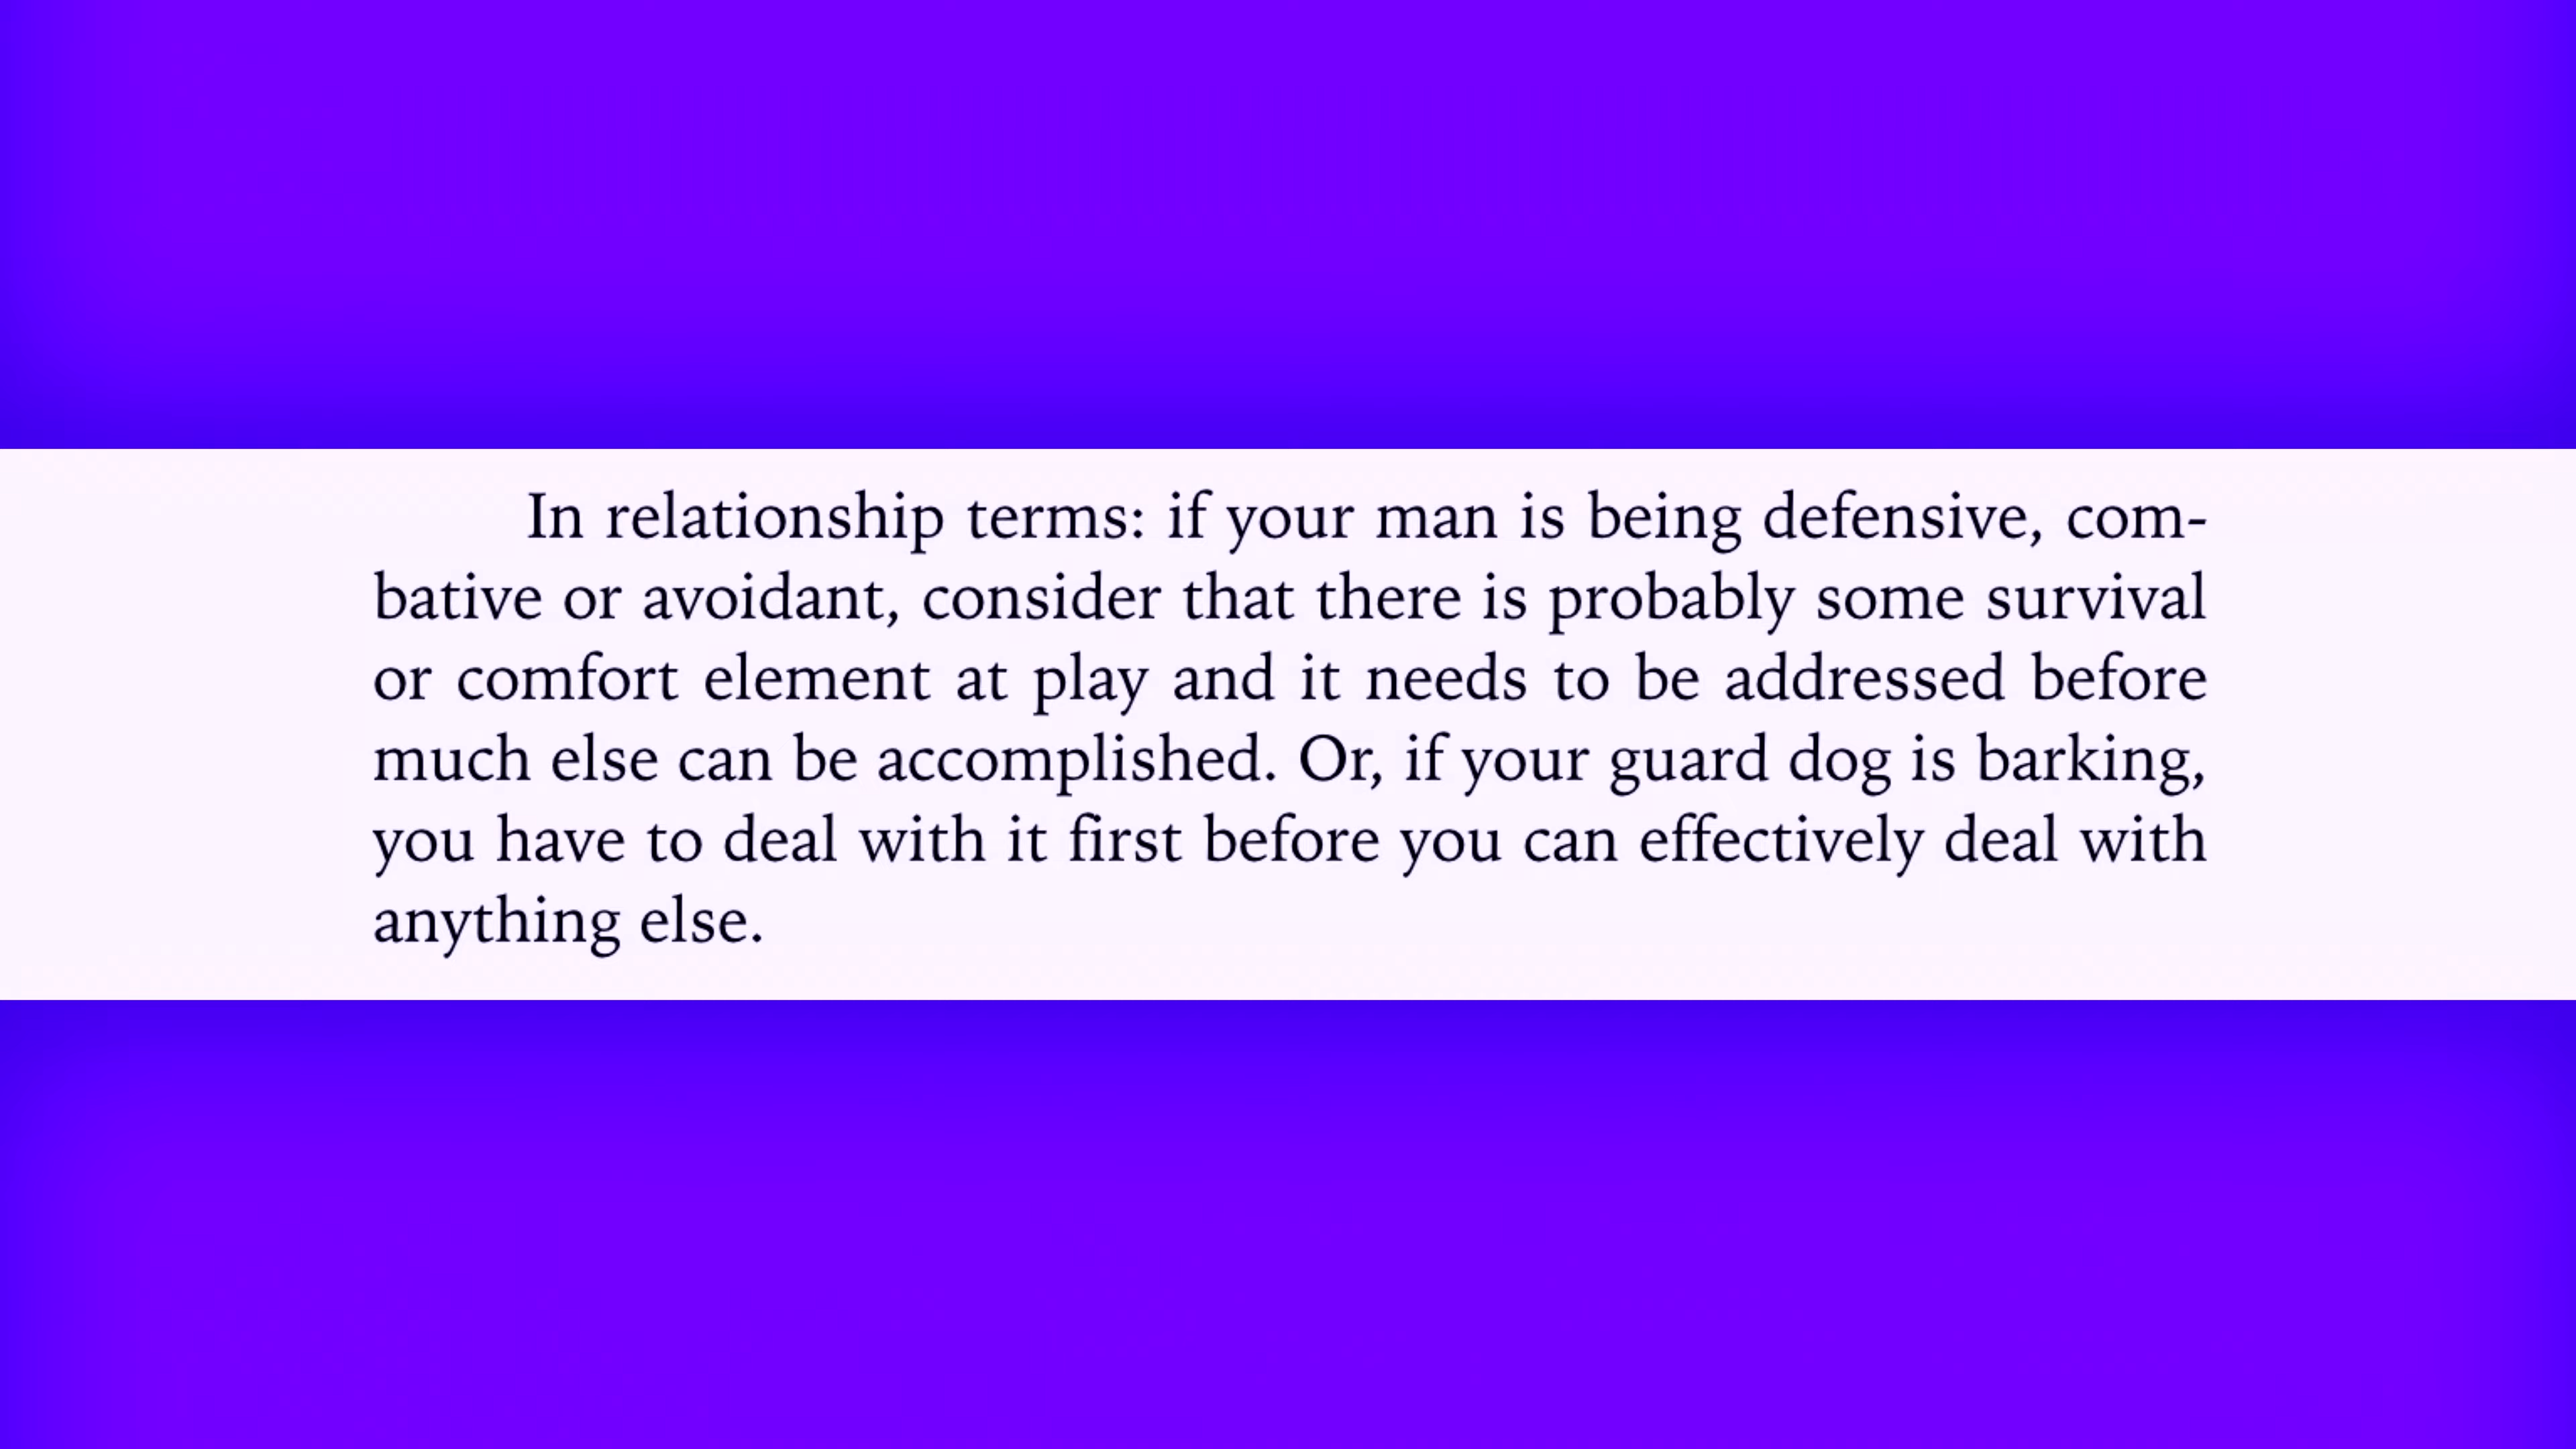 In relationship terms: if your man is being defensive, com-
bative or avoidant, consider that there is probably some survival
or comfort element at play and it needs to be addressed before
much else can be accomplished. Or, if your guard dog is barking,
you have to deal with it first before you can effectively deal with
anything else.